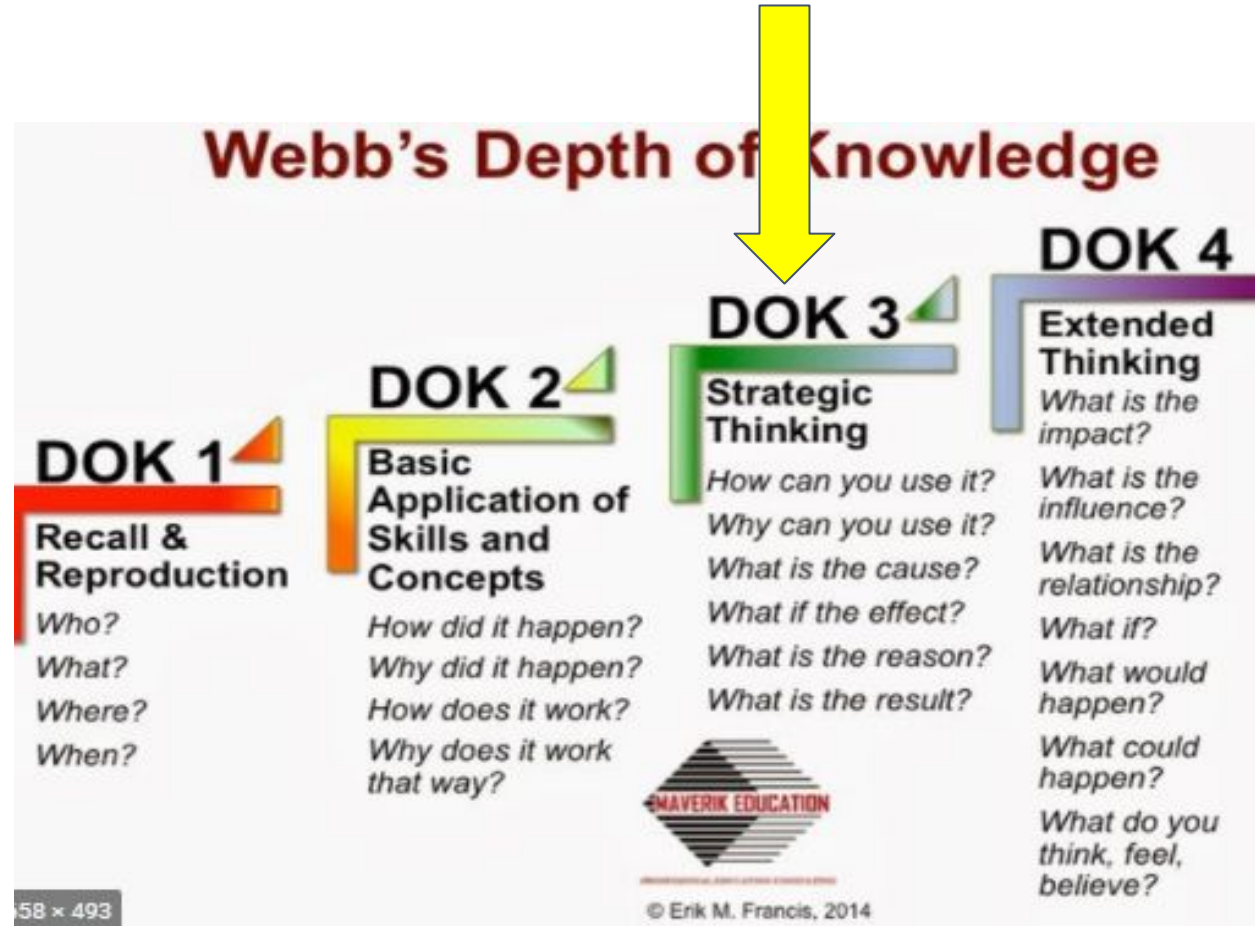 Webb's Depth of Knowledge
DOK 1
Recall &
Reproduction
Who?
What?
Where?
When?
DOK 2
Basic
Application of
Skills and
Concepts
How did it happen?
Why did it happen?
How does it work?
Why does it work
that way?
DOK 3
Strategic
Thinking
How can you use it?
Why can you use it?
What is the cause?
What if the effect?
What is the reason?
What is the result?
DOK 4
Extended
Thinking
What is the
impact?
What is the
influence?
What is the
relationship?
What if?
What would
happen?
What could
happen?
What do you
think, feel,
believe?
MAVERIK EDUCATION
© Erik M. Francis, 2014
58 × 493